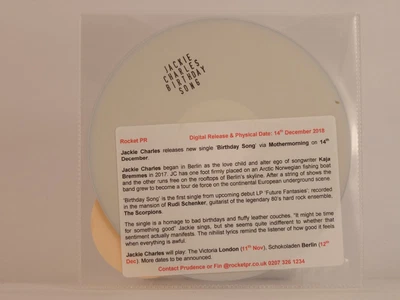 JACKIE
CHARLES
BIRTHDAY
SONG
Rocket PR Digital Release & Physical Date: 14th December 2018
Jackie Charles releases new single 'Birthday Song' via Mothermorning on 14th
December.
Jackie Charles began in Berlin as the love child and alter ego of songwriter Kaja
Bremnes in 2017. JC has one foot firmly placed on an Arctic Norwegian fishing boat
and the other runs free on the rooftops of Berlin's skyline. After a string of shows the
band grew to become a tour de force on the continental European underground scene.
'Birthday Song' is the first single from upcoming debut LP 'Future Fantasies'; recorded
in the mansion of Rudi Schenker, guitarist of the legendary 80's hard rock ensemble,
The Scorpions.
The single is a homage to bad birthdays and fluffy leather couches. "It might be time
for something good" Jackie sings, but she seems quite indifferent to whether that
sentiment actually manifests. The nihilist lyrics remind the listener of how good it feels
when everything is awful.
Jackie Charles will play: The Victoria London (11th Nov), Schokoladen Berlin (12th
Dec). More dates to be announced.
Contact Prudence or Fin @rocketpr.co.uk 0207 326 1234